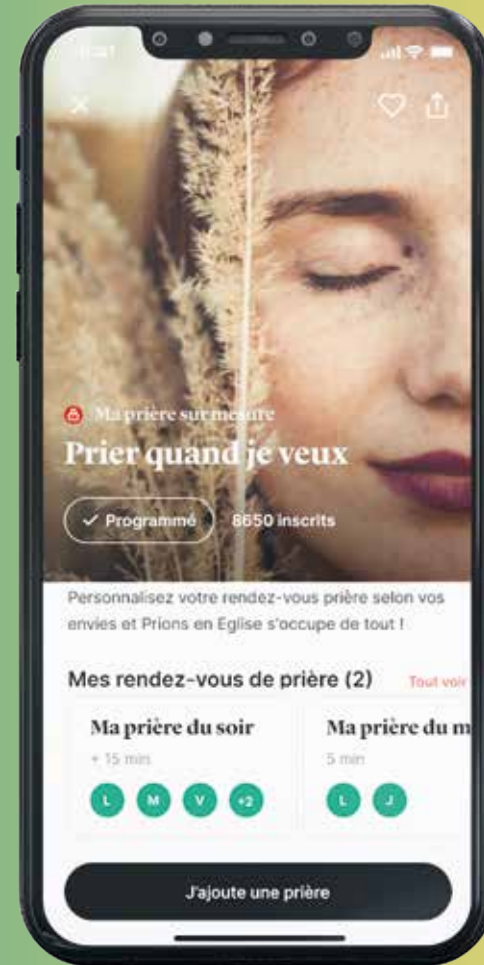 Ma prière sur mesure
Prier quand je veux
✓ Programmé
8650 inscrits
Personnalisez votre rendez-vous prière selon vos
envies et Prions en Eglise s'occupe de tout !
Mes rendez-vous de prière (2)
Tout voir
Ma prière du soir
+ 15 min
L M V +2
Ma prière du m
5 min
L J
J'ajoute une prière